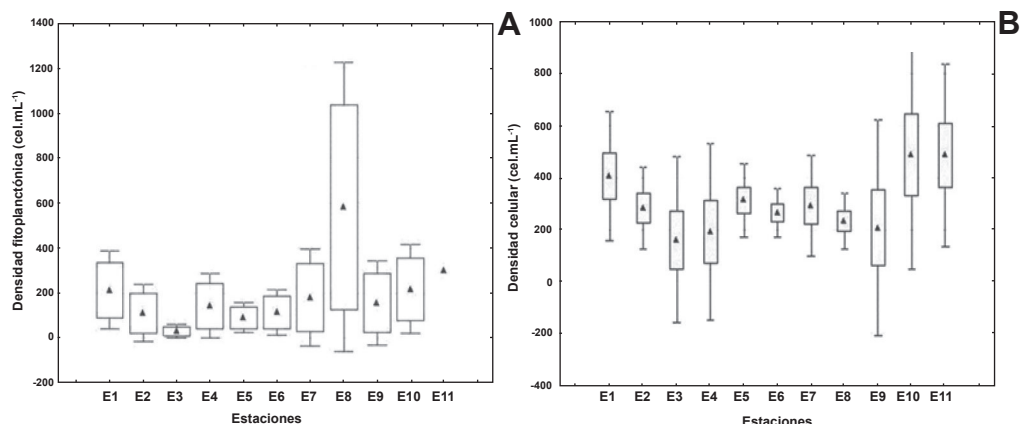 A
Densidad fitoplanctónica (cel.mL⁻¹)
1400
1200
1000
800
600
400
200
0
-200
E1 E2 E3 E4 E5 E6 E7 E8 E9 E10 E11
Estaciones
B
Densidad celular (cel.mL⁻¹)
1000
800
600
400
200
0
-200
-400
E1 E2 E3 E4 E5 E6 E7 E8 E9 E10 E11
Estaciones